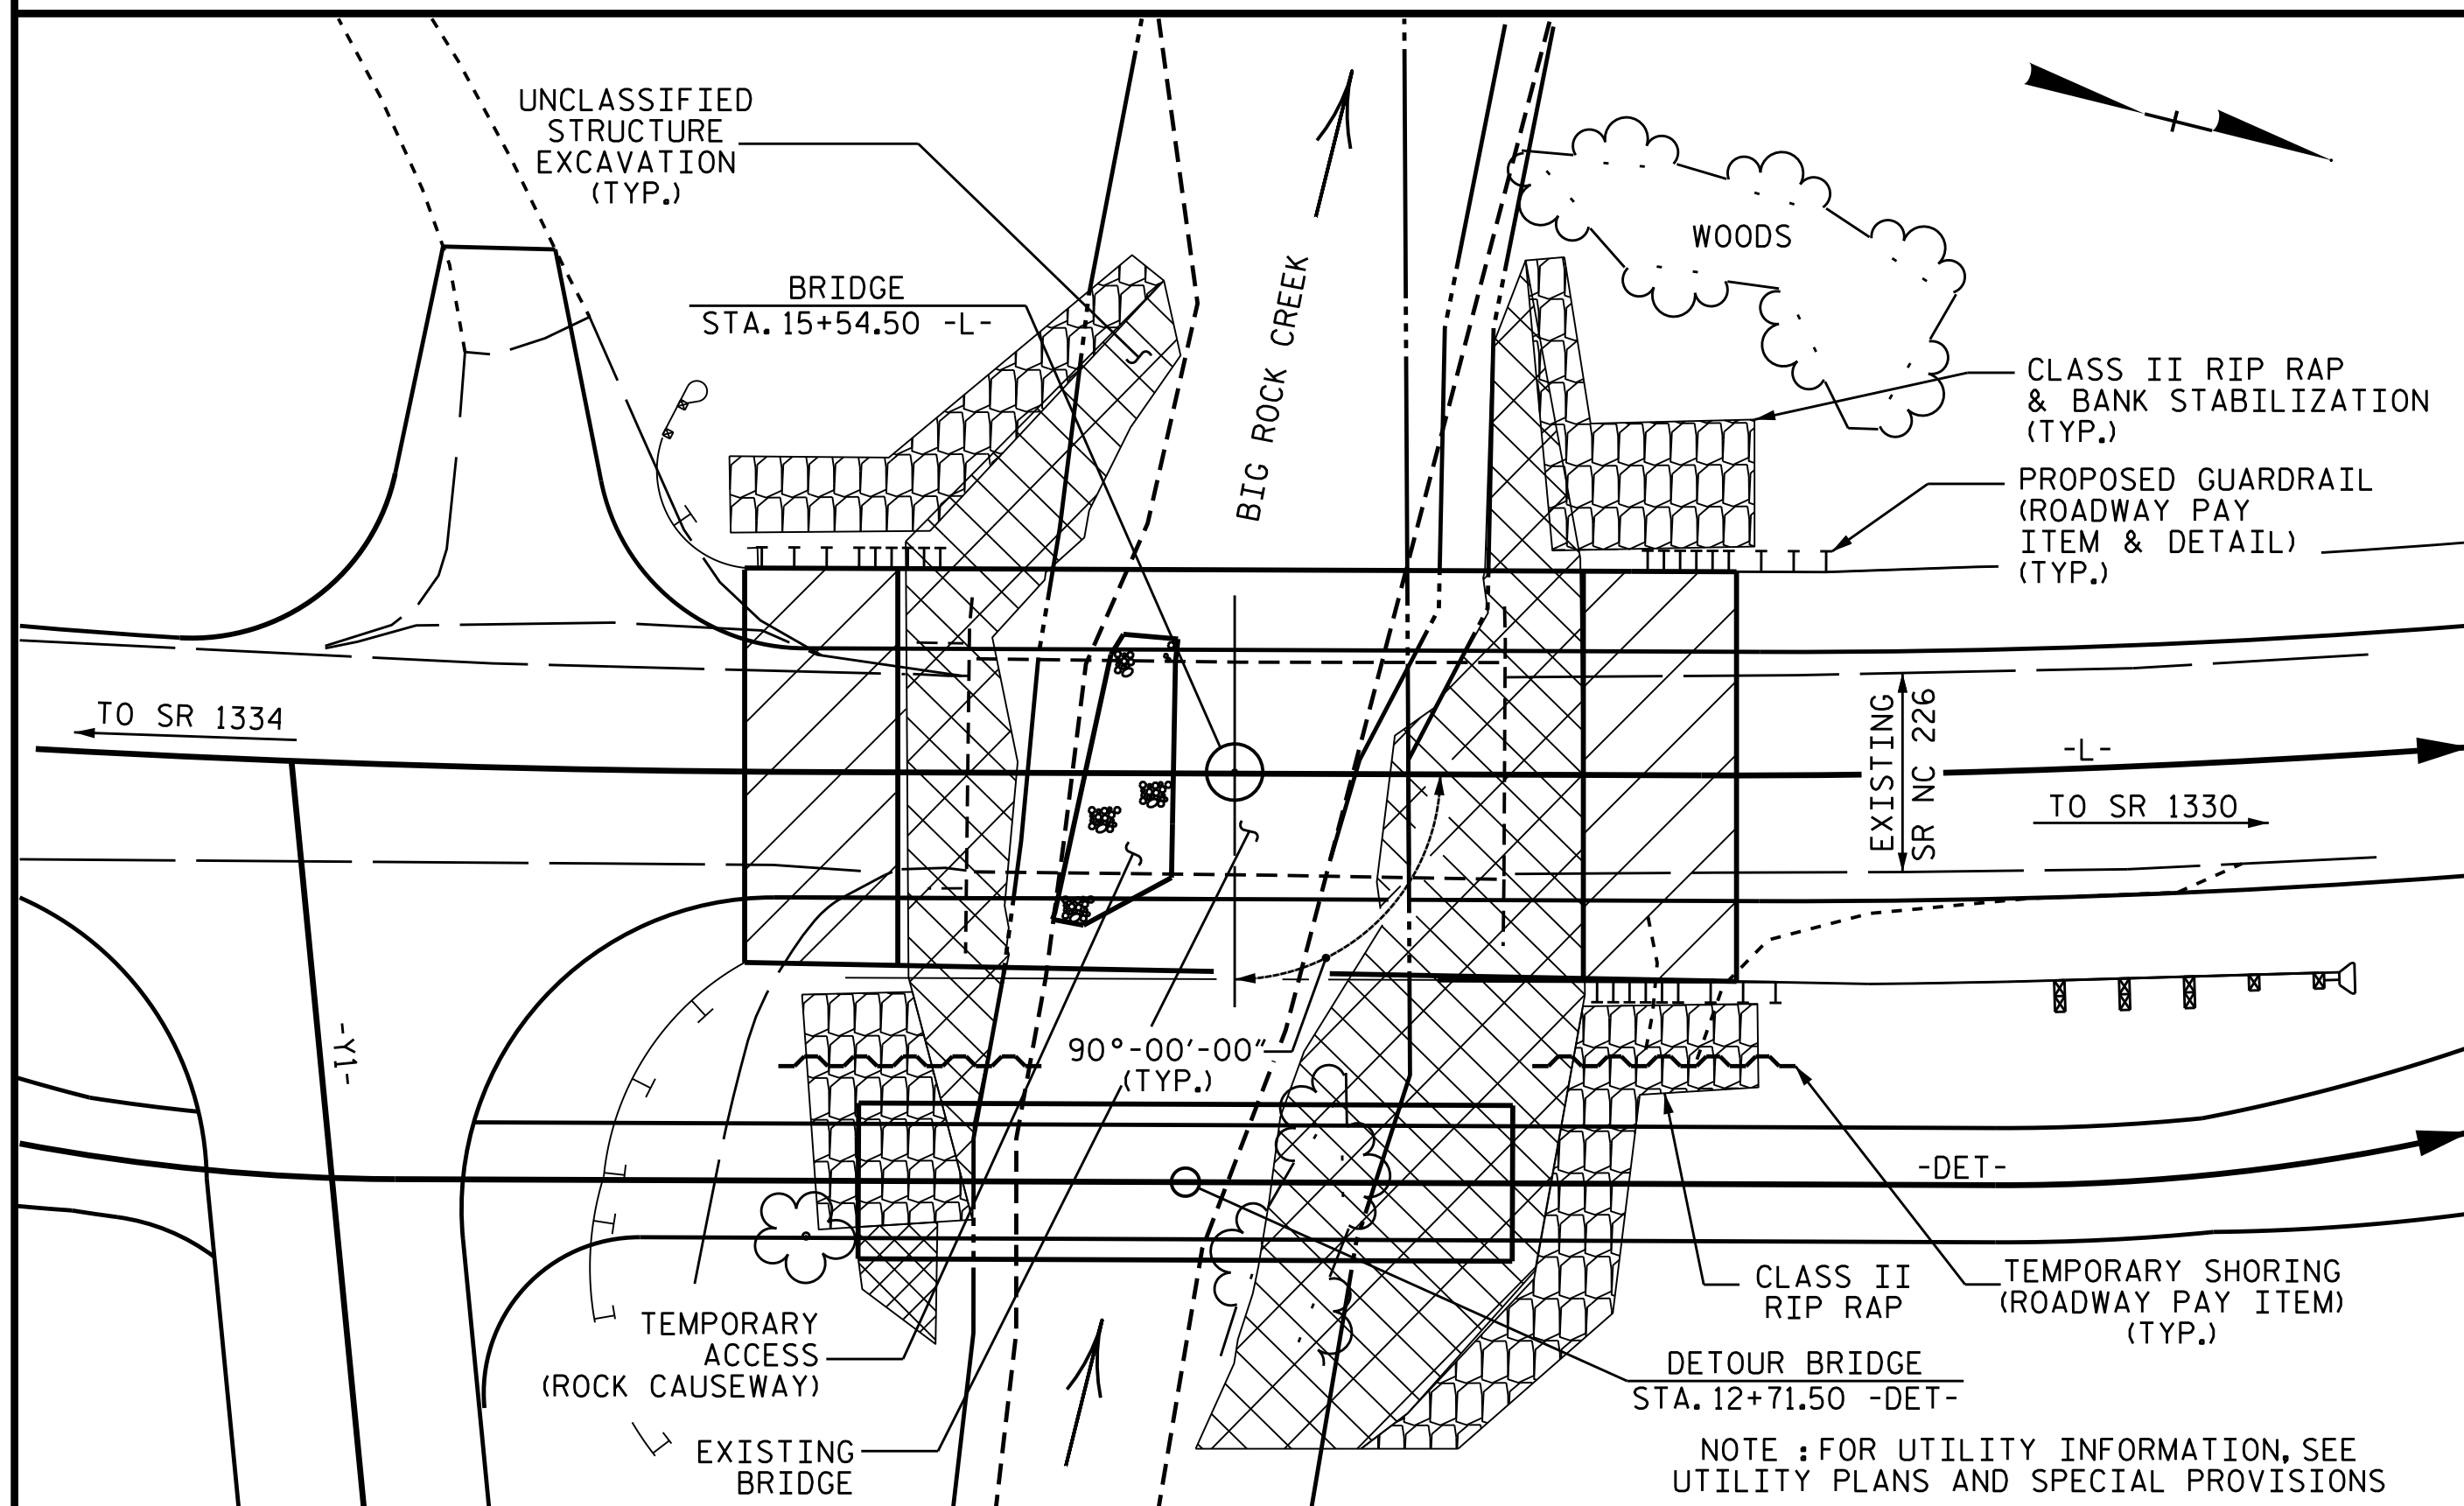 UNCLASSIFIED
STRUCTURE
EXCAVATION
(TYP.)
BRIDGE
STA. 15+54.50 -L-
BIG ROCK CREEK
WOODS
CLASS II RIP RAP
& BANK STABILIZATION
(TYP.)
PROPOSED GUARDRAIL
(ROADWAY PAY
ITEM & DETAIL)
(TYP.)
TO SR 1334
EXISTING
SR NC 226
-L-
TO SR 1330
-Y1-
90°-00'-00"
(TYP.)
-DET-
TEMPORARY
ACCESS
(ROCK CAUSEWAY)
EXISTING
BRIDGE
CLASS II
RIP RAP
TEMPORARY SHORING
(ROADWAY PAY ITEM)
(TYP.)
DETOUR BRIDGE
STA. 12+71.50 -DET-
NOTE : FOR UTILITY INFORMATION, SEE
UTILITY PLANS AND SPECIAL PROVISIONS